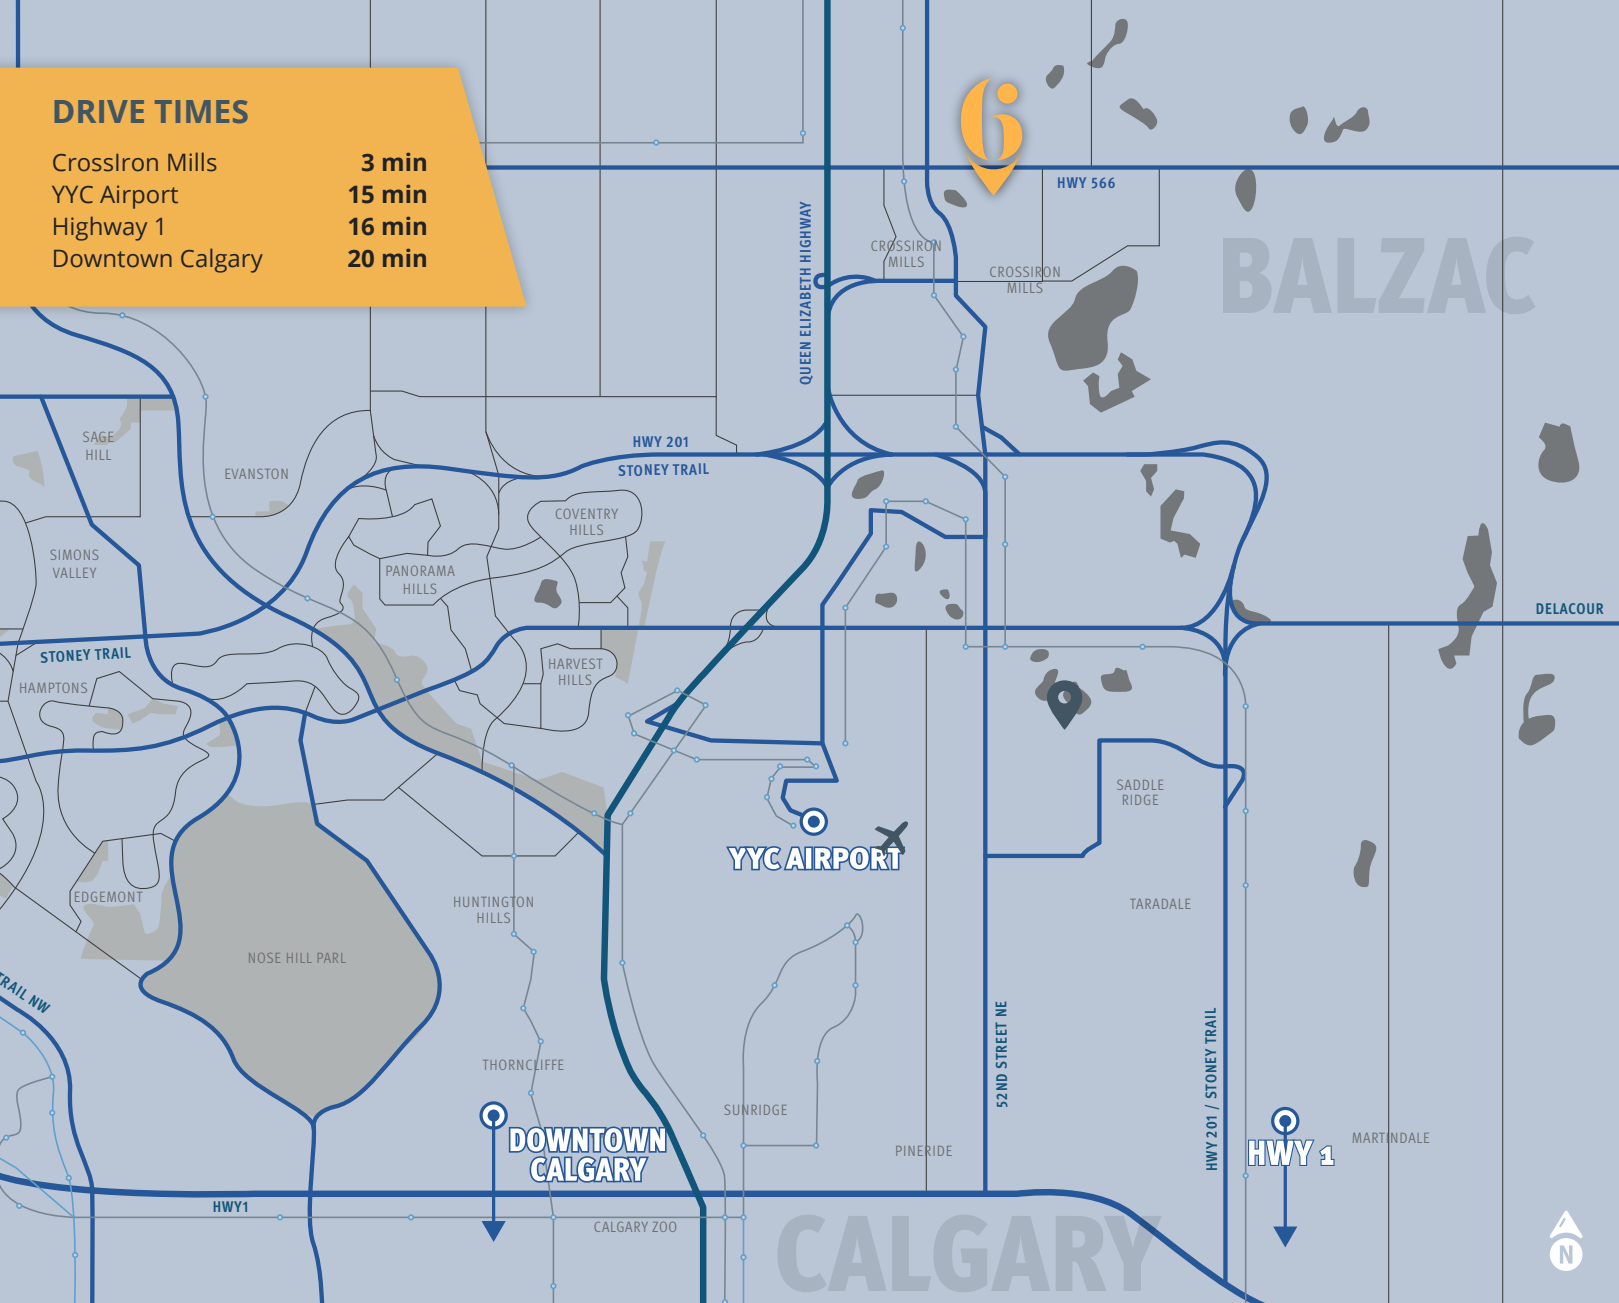 DRIVE TIMES
CrossIron Mills 3 min
YYC Airport 15 min
Highway 1 16 min
Downtown Calgary 20 min
6
HWY 566
QUEEN ELIZABETH HIGHWAY
CROSSIRON
MILLS
CROSSIRON
MILLS
BALZAC
SAGE
HILL
EVANSTON
HWY 201
STONEY TRAIL
COVENTRY
HILLS
SIMONS
VALLEY
PANORAMA
HILLS
DELACOUR
STONEY TRAIL
HAMPTONS
HARVEST
HILLS
SADDLE
RIDGE
YYC AIRPORT
EDGEMONT
HUNTINGTON
HILLS
TARADALE
NOSE HILL PARL
TRAIL NW
52ND STREET NE
HWY 201 / STONEY TRAIL
THORNCLIFFE
SUNRIDGE
DOWNTOWN
CALGARY
PINERIDE
HWY 1
MARTINDALE
HWY1
CALGARY ZOO
CALGARY
N